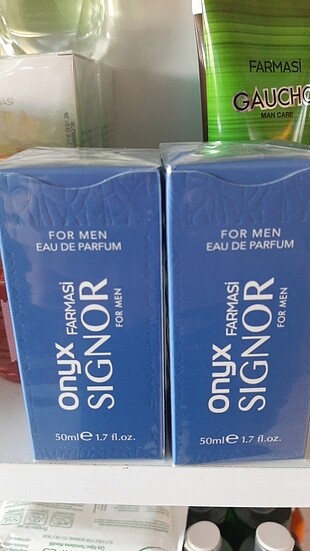 FARMASi
GAUCHO
MAN CARE
FOR MEN
EAU DE PARFUM
onyx FARMASi
SIGNOR FOR MEN
50ml e 1.7 fl.oz.
FOR MEN
EAU DE PARFUM
onyx FARMASi
SIGNOR FOR MEN
50ml e 1.7 fl.oz.